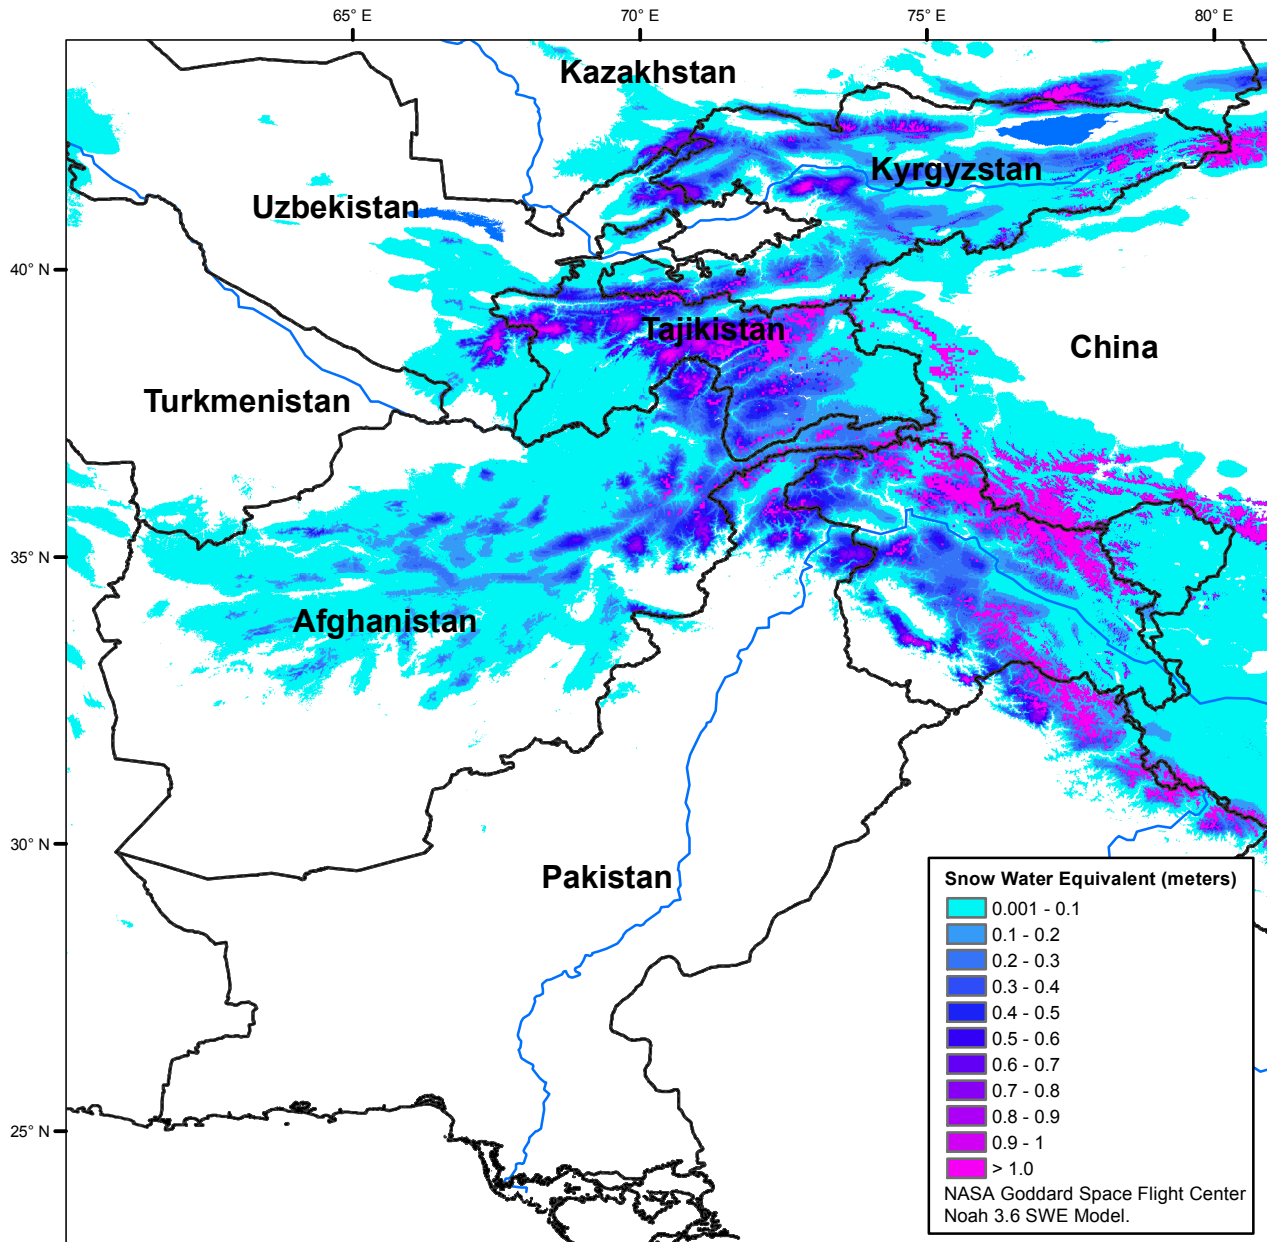 65° E
70° E
75° E
80° E
Kazakhstan
Kyrgyzstan
Uzbekistan
40° N
Tajikistan
China
Turkmenistan
35° N
Afghanistan
30° N
Pakistan
25° N
Snow Water Equivalent (meters)
0.001 - 0.1
0.1 - 0.2
0.2 - 0.3
0.3 - 0.4
0.4 - 0.5
0.5 - 0.6
0.6 - 0.7
0.7 - 0.8
0.8 - 0.9
0.9 - 1
> 1.0
NASA Goddard Space Flight Center
Noah 3.6 SWE Model.